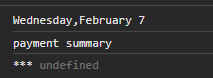 Wednesday,February 7
payment summary
*** undefined